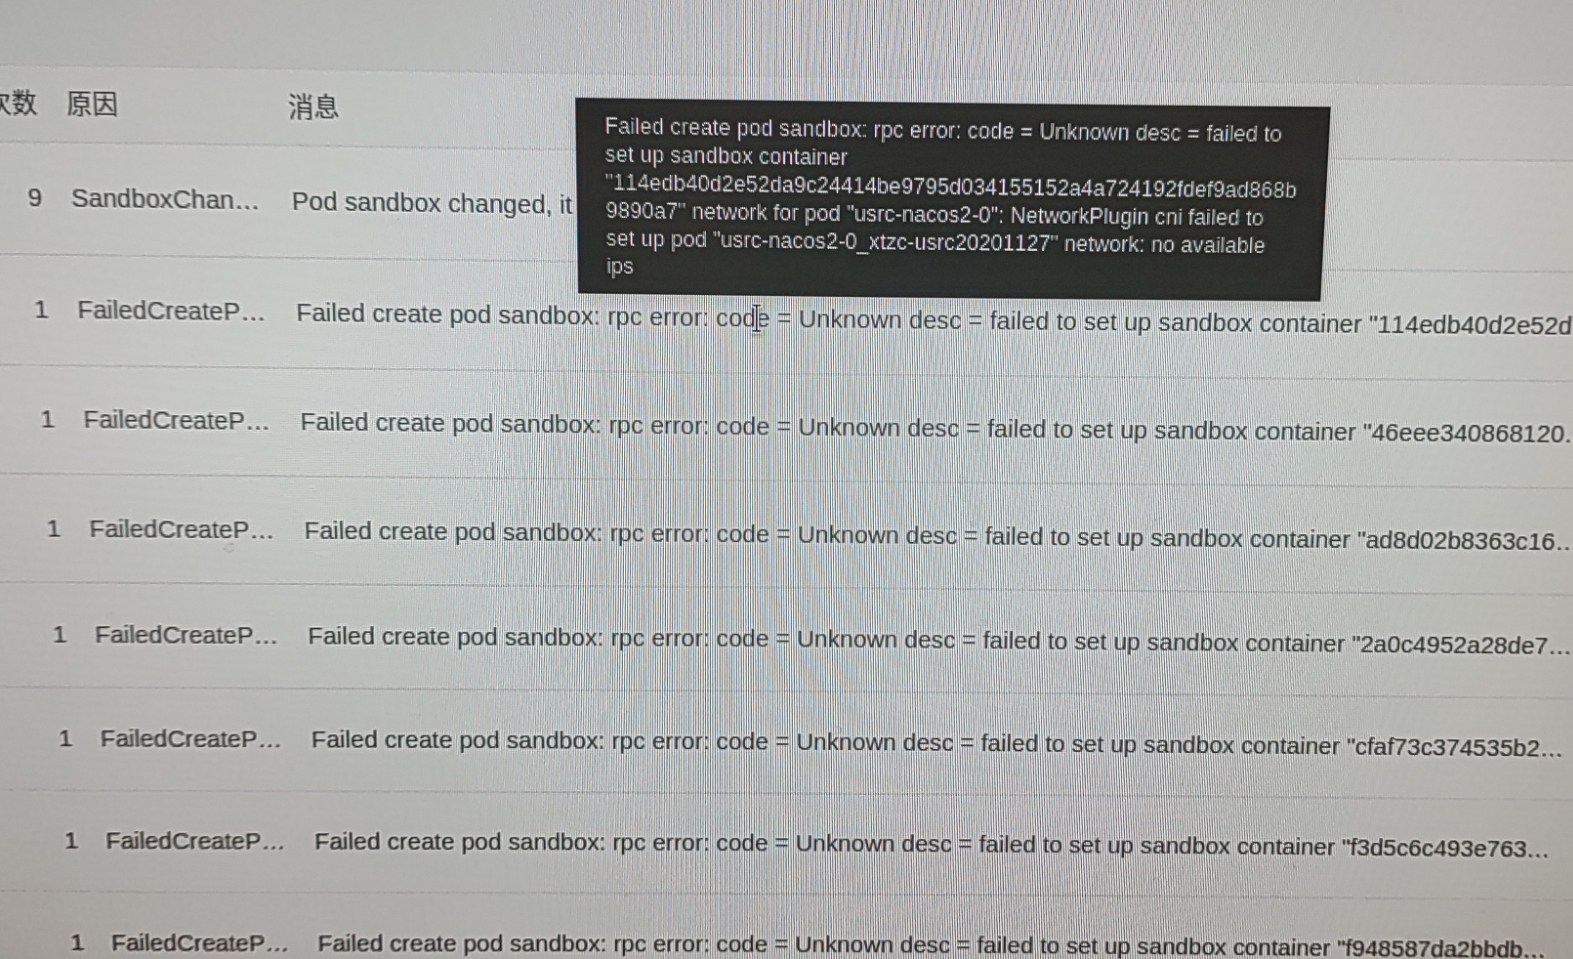 次数 原因 消息
Failed create pod sandbox: rpc error: code = Unknown desc = failed to
set up sandbox container
"114edb40d2e52da9c24414be9795d034155152a4a724192fdef9ad868b
9890a7" network for pod "usrc-nacos2-0": NetworkPlugin cni failed to
set up pod "usrc-nacos2-0_xtzc-usrc20201127" network: no available
ips
9 SandboxChan... Pod sandbox changed, it
1 FailedCreateP... Failed create pod sandbox: rpc error: code = Unknown desc = failed to set up sandbox container "114edb40d2e52d
1 FailedCreateP... Failed create pod sandbox: rpc error: code = Unknown desc = failed to set up sandbox container "46eee340868120.
1 FailedCreateP... Failed create pod sandbox: rpc error: code = Unknown desc = failed to set up sandbox container "ad8d02b8363c16..
1 FailedCreateP... Failed create pod sandbox: rpc error: code = Unknown desc = failed to set up sandbox container "2a0c4952a28de7...
1 FailedCreateP... Failed create pod sandbox: rpc error: code = Unknown desc = failed to set up sandbox container "cfaf73c374535b2...
1 FailedCreateP... Failed create pod sandbox: rpc error: code = Unknown desc = failed to set up sandbox container "f3d5c6c493e763...
1 FailedCreateP... Failed create pod sandbox: rpc error: code = Unknown desc = failed to set up sandbox container "f948587da2bbdb...